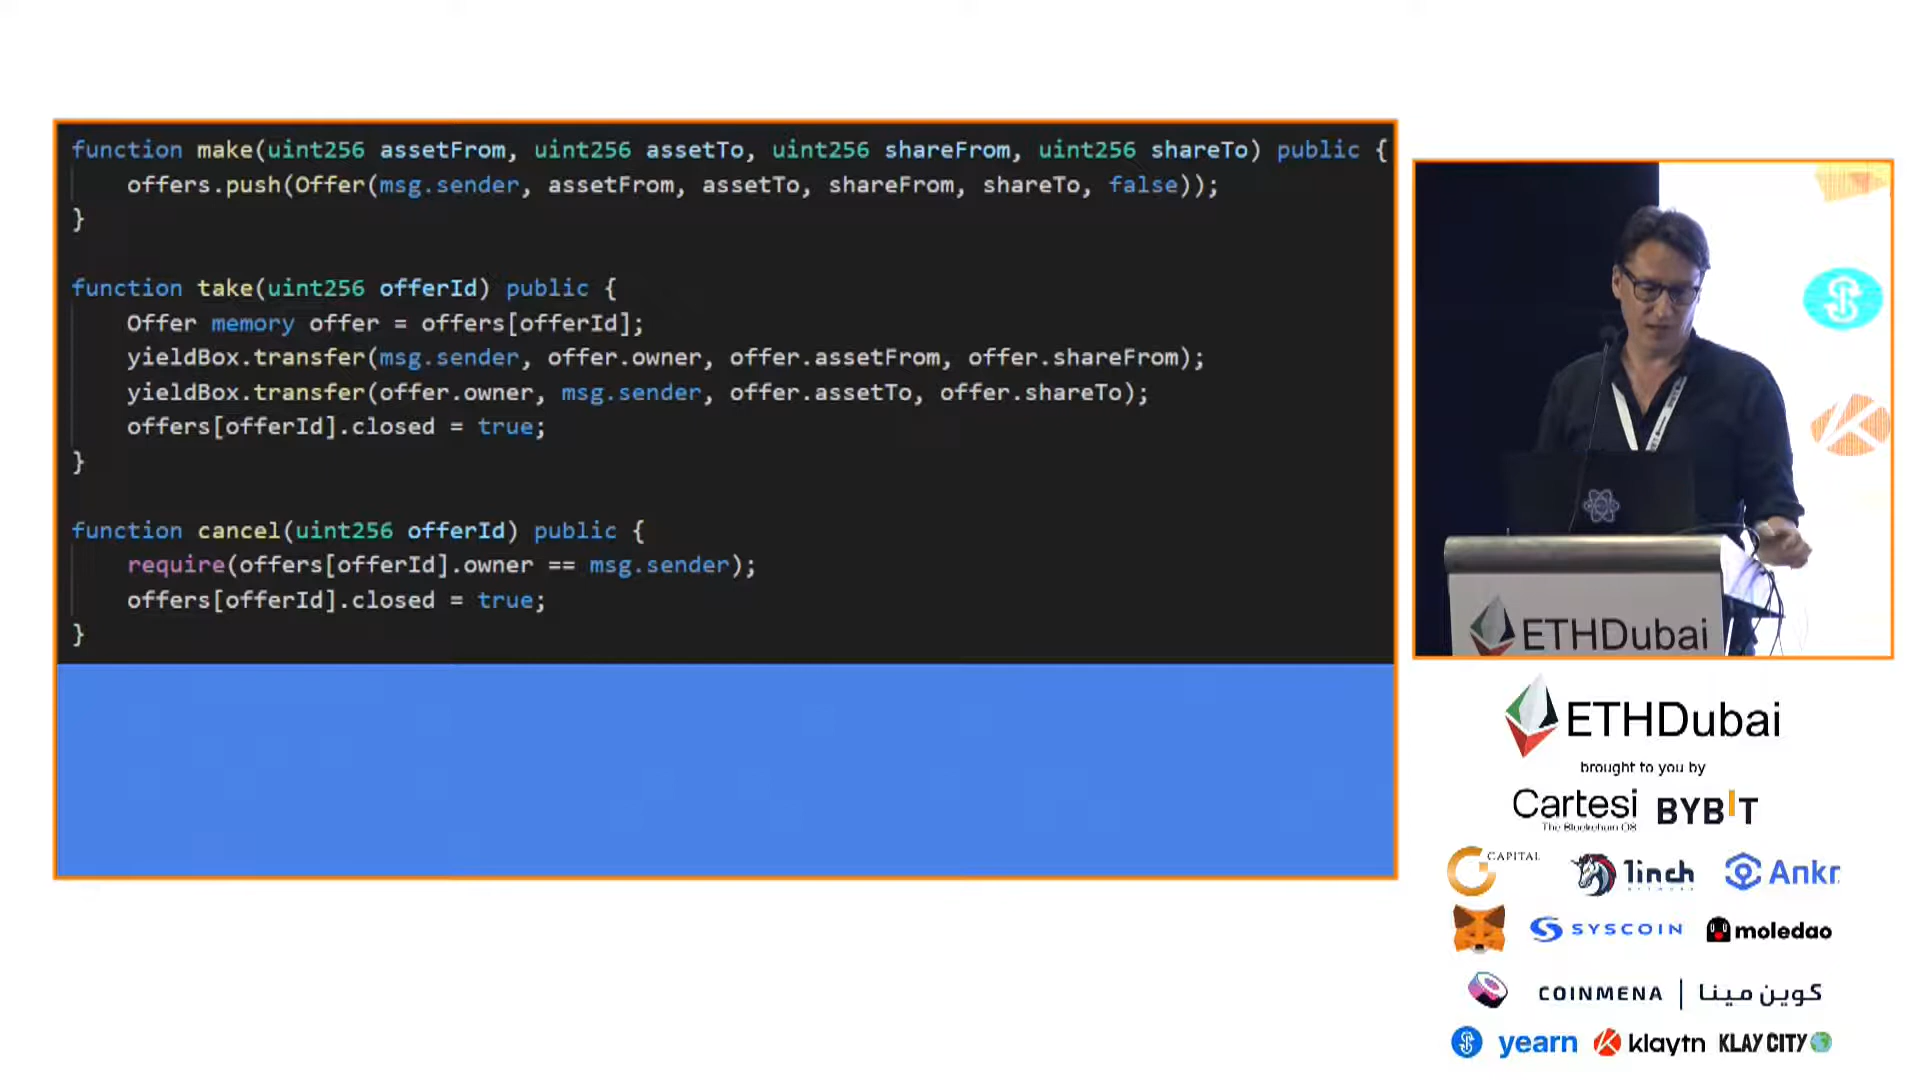 function make(uint256 assetFrom, uint256 assetTo, uint256 shareFrom, uint256 shareTo) public {
    offers.push(Offer(msg.sender, assetFrom, assetTo, shareFrom, shareTo, false));
}
function take(uint256 offerId) public {
    Offer memory offer = offers[offerId];
    yieldBox.transfer(msg.sender, offer.owner, offer.assetFrom, offer.shareFrom);
    yieldBox.transfer(offer.owner, msg.sender, offer.assetTo, offer.shareTo);
    offers[offerId].closed = true;
}
function cancel(uint256 offerId) public {
    require(offers[offerId].owner == msg.sender);
    offers[offerId].closed = true;
}
ETHDubai
ETHDubai
brought to you by
Cartesi BYBIT
The Blockchain OS
CAPITAL 1inch Ankr
NETWORK
SYSCOIN moledao
COINMENA | كوين مينا
yearn klaytn KLAY CITY